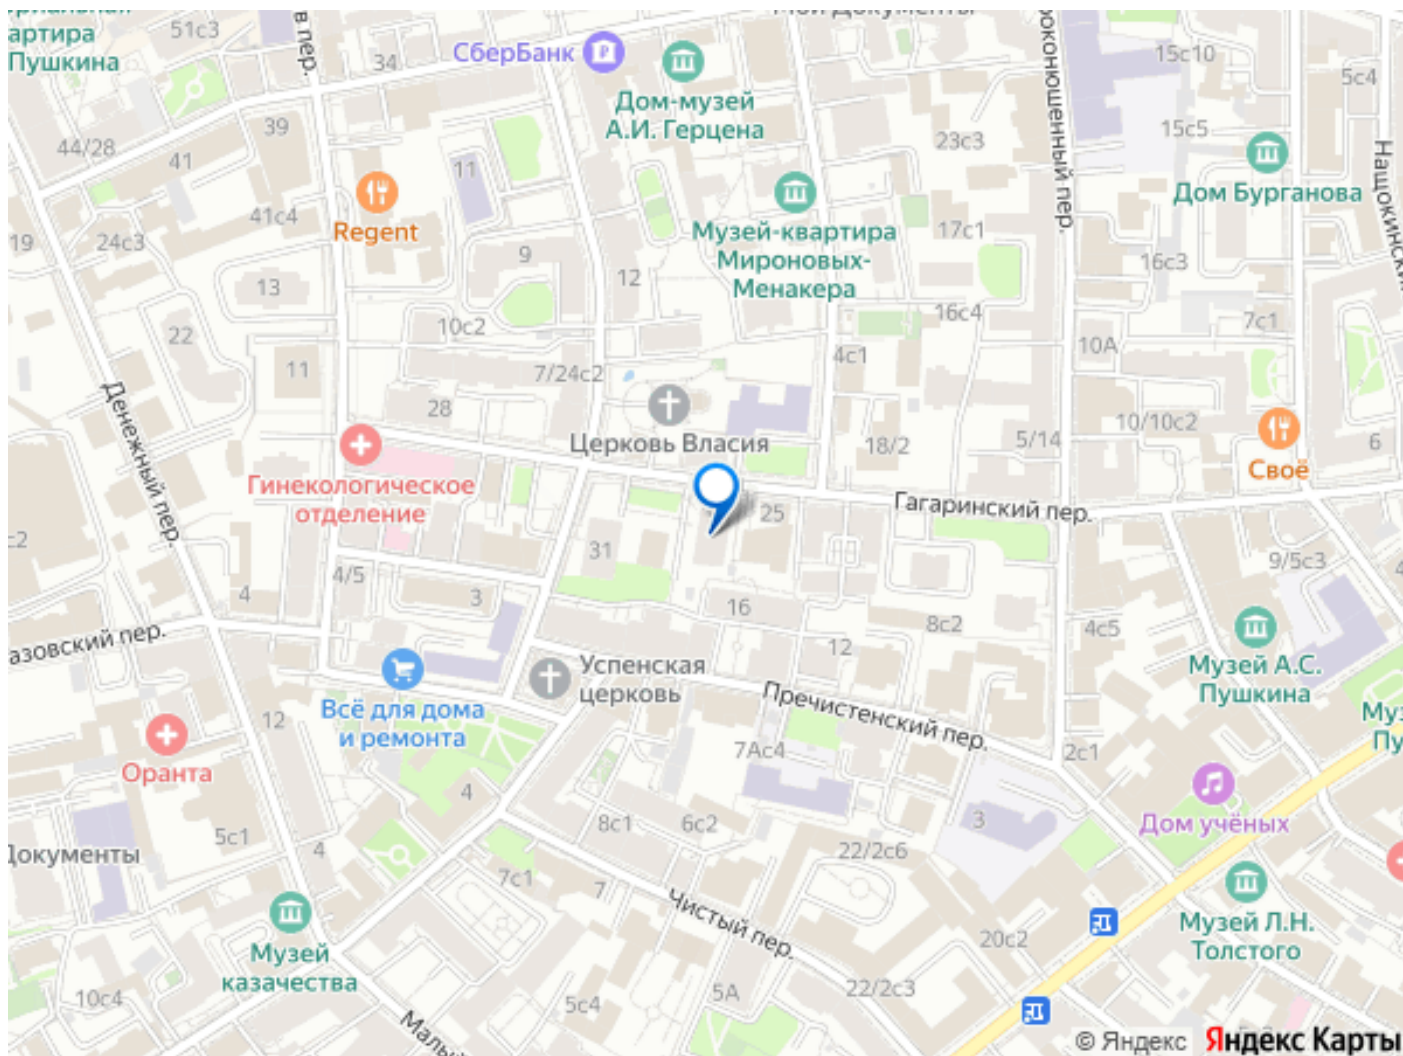 артира
Пушкина
51с3
в пер.
34
СберБанк
Дом-музей
А.И. Герцена
15с10
5с4
44/28
39
41
11
23с3
15с5
роконюшенный пер.
Дом Бурганова
Regent
41с4
24с3
19
9
12
Музей-квартира
Мироновых-
Менакера
17с1
16с3
13
10с2
16с4
7с1
22
11
7/24с2
4с1
10А
Денежный пер.
28
Церковь Власия
18/2
5/14
10/10с2
Своё
6
Гинекологическое
отделение
25
Гагаринский пер.
31
9/5с3
4/5
4
3
16
12
8с2
4с5
Музей А.С.
Пушкина
азовский пер.
Успенская
церковь
Всё для дома
и ремонта
Пречистенский пер.
12
7Ас4
2с1
Оранта
4
Дом учёных
5с1
4
8с1
6с2
3
22/2с6
Документы
7с1
7
Чистый пер.
Музей Л.Н.
Толстого
Музей
казачества
20с2
10с4
5с4
5А
22/2с3
© Яндекс Яндекс Карты